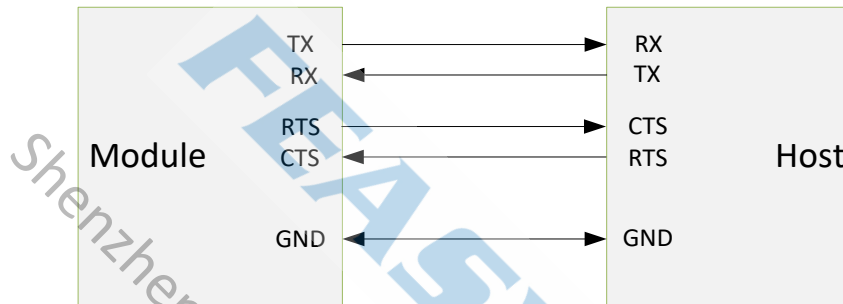 TX RX
RX TX
RTS CTS
Module CTS RTS Host
GND GND
Shenzhen
FEAS